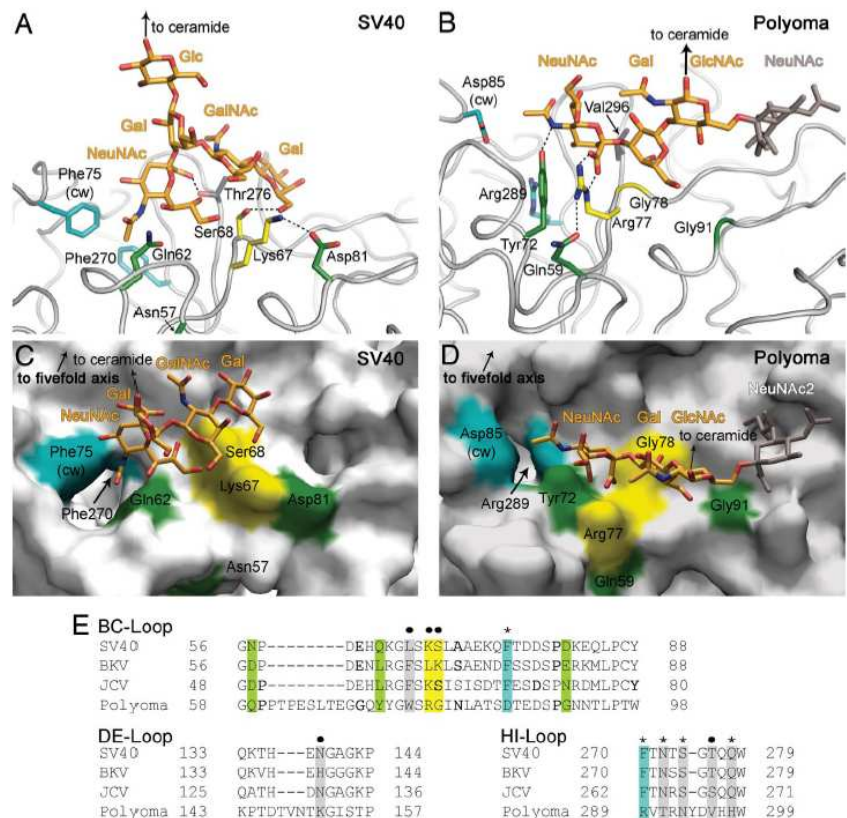 A SV40
to ceramide
Glc
GalNAc
Gal
NeuNAc
Gal
Phe75
(cw)
Thr276
Ser68
Phe270
Gln62
Lys67
Asp81
Asn57
B Polyoma
to ceramide
NeuNAc Gal GlcNAc NeuNAc
Asp85
(cw)
Val296
Arg289
Gly78
Arg77
Gly91
Tyr72
Gln59
C SV40
to ceramide
to fivefold axis
GalNAc
Gal
Gal
NeuNAc
Phe75
(cw)
Ser68
Lys67
Gln62
Asp81
Phe270
Asn57
D Polyoma
to fivefold axis
NeuNAc2
NeuNAc Gal GlcNAc
Asp85
(cw)
Gly78
to ceramide
Arg289
Tyr72
Gly91
Arg77
Gln59
E BC-Loop
●  ●●  *
SV40 56 GNP--------DEHQKGLSKSLAAEKQFTDDSPDKEQLPCY 88
BKV 56 GDP--------DENLRGFSLKLSAENDFSSDSPERKMLPCY 88
JCV 48 GDP--------DEHLRGFSKSISISDTFESDSPNRDMLPCY 80
Polyoma 58 GQPPTPESLTEGGQYYGWSRGINLATSDTEDSPGNNTLPTW 98
DE-Loop ●
SV40 133 QKTH---ENGAGKP 144
BKV 133 QKVH---EHGGGKP 144
JCV 125 QATH---DNGAGKP 136
Polyoma 143 KPTDTVNTKGISTP 157
HI-Loop * * * ● *
SV40 270 FTNTS-GTQQW 279
BKV 270 FTNSS-GTQQW 279
JCV 262 FTNRS-GSQQW 271
Polyoma 289 RVTRNYDVHHW 299